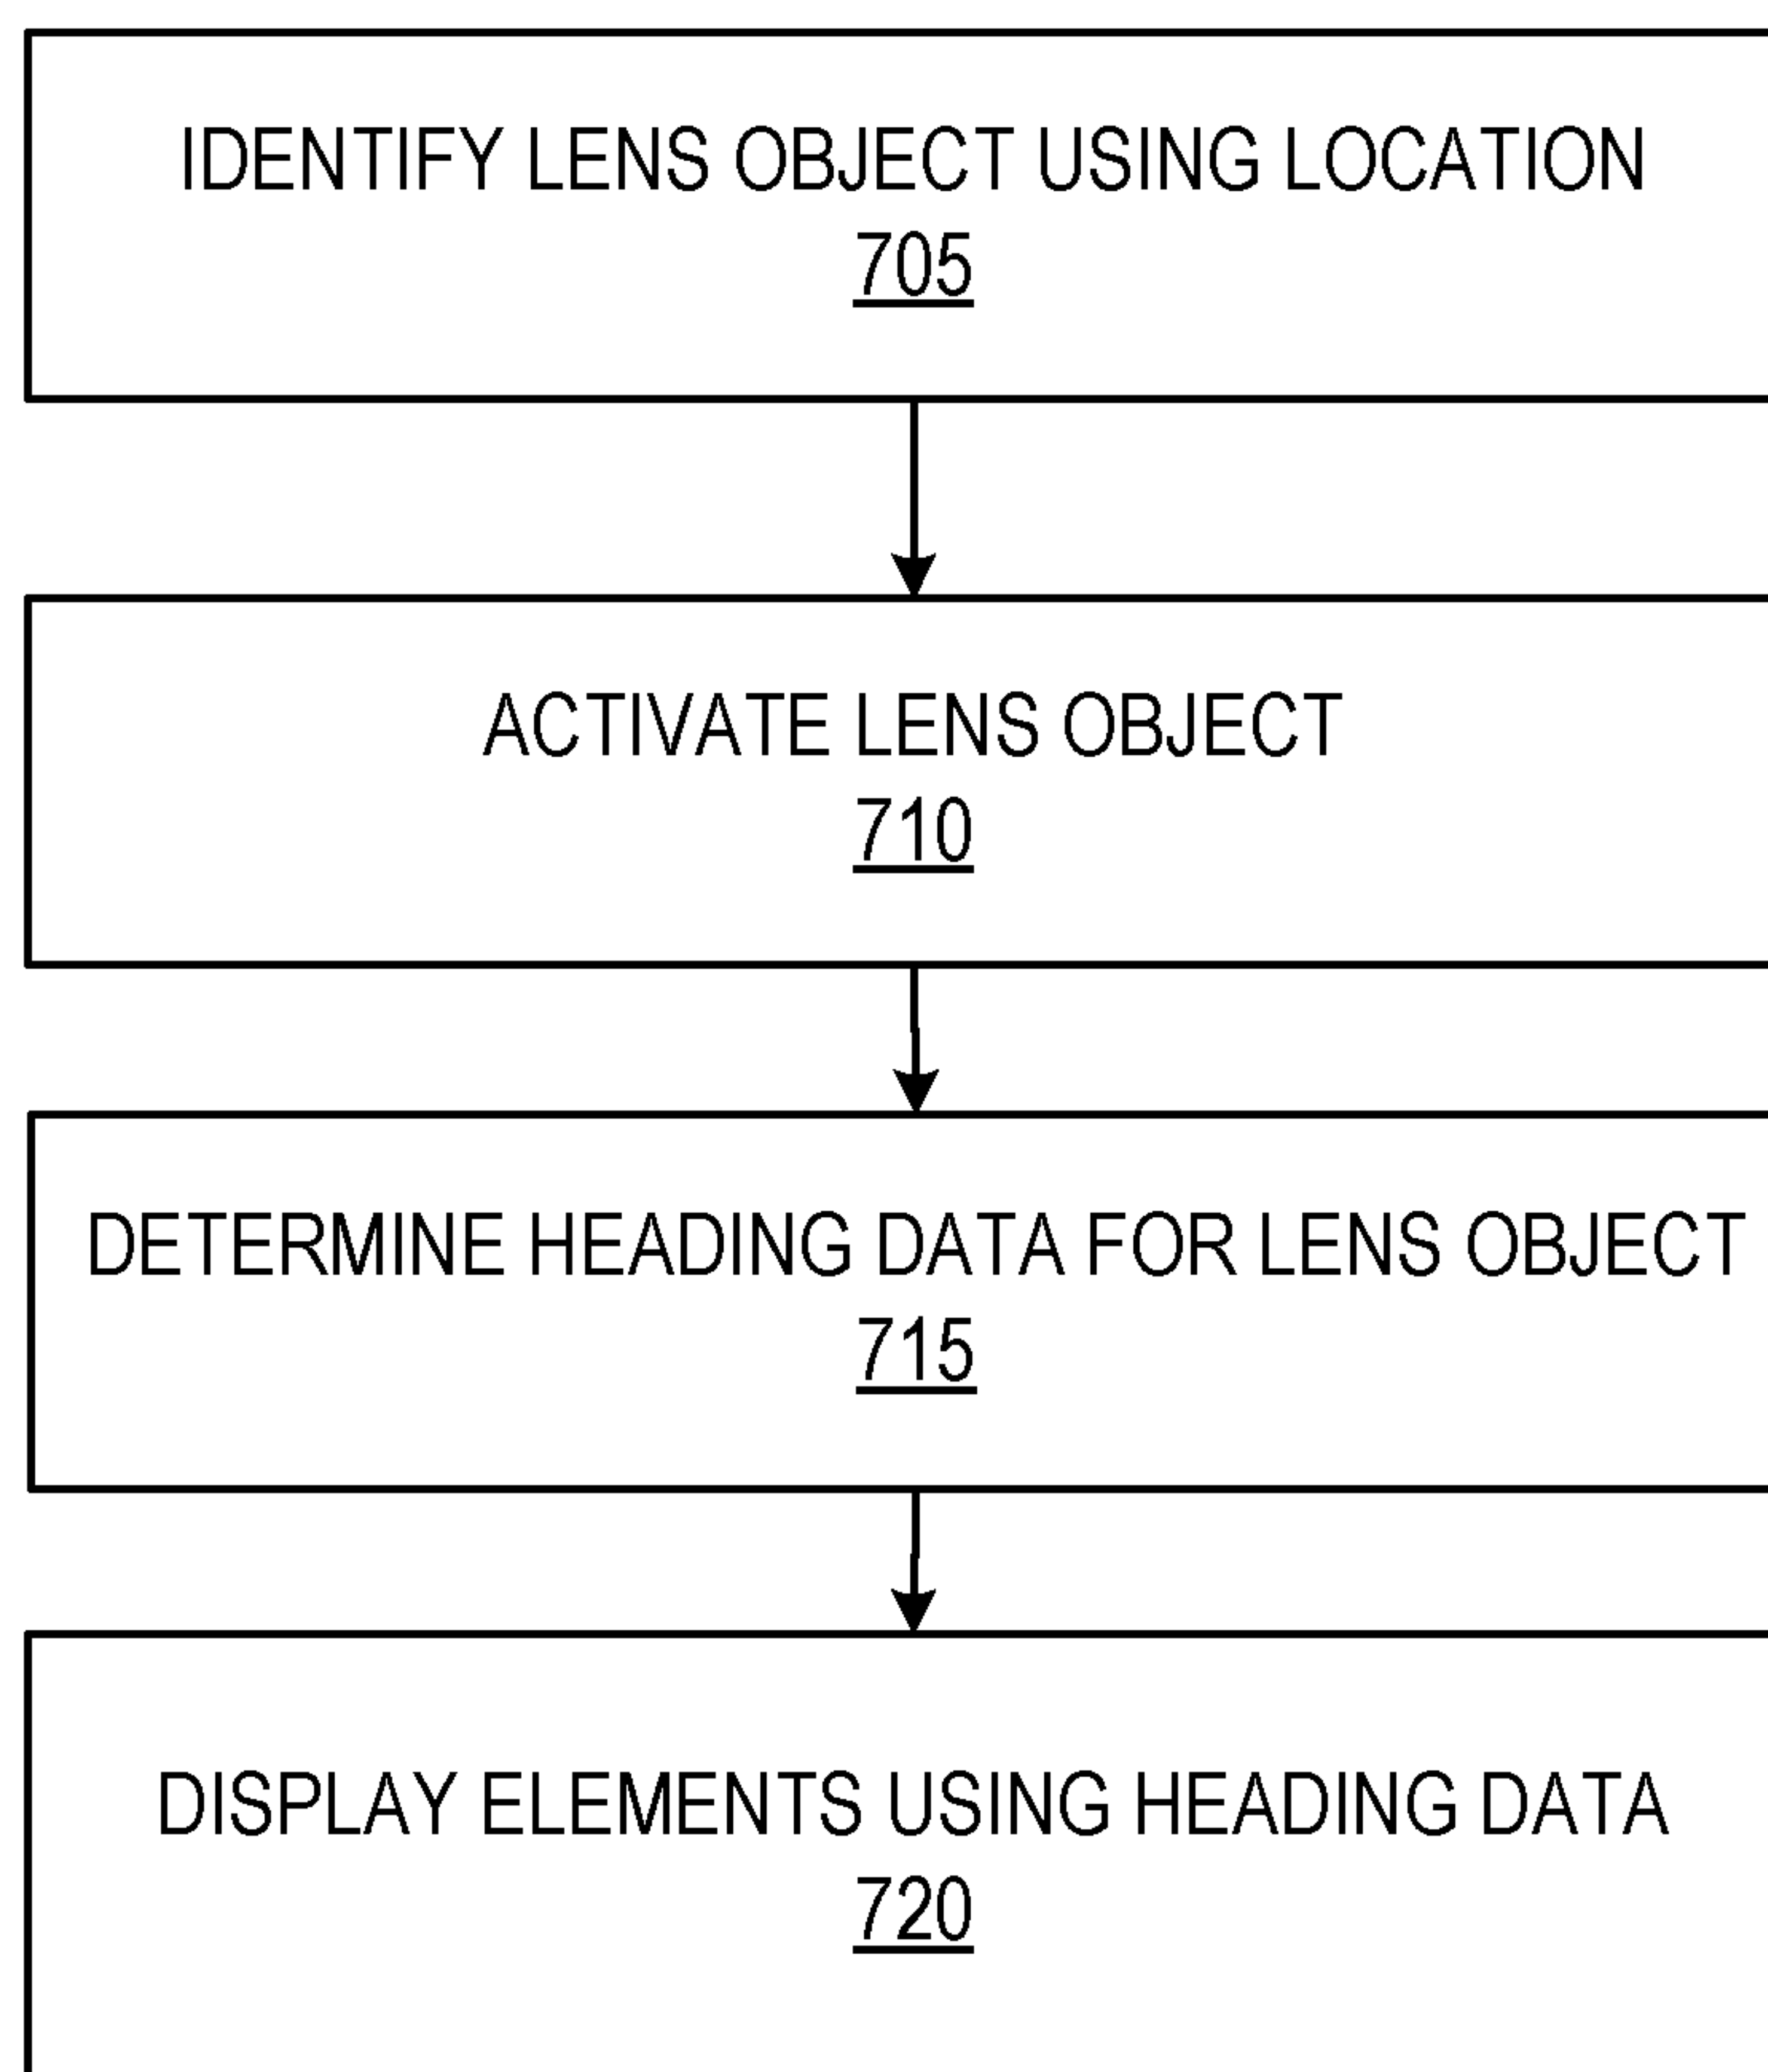 IDENTIFY LENS OBJECT USING LOCATION
705
ACTIVATE LENS OBJECT
710
DETERMINE HEADING DATA FOR LENS OBJECT
715
DISPLAY ELEMENTS USING HEADING DATA
720